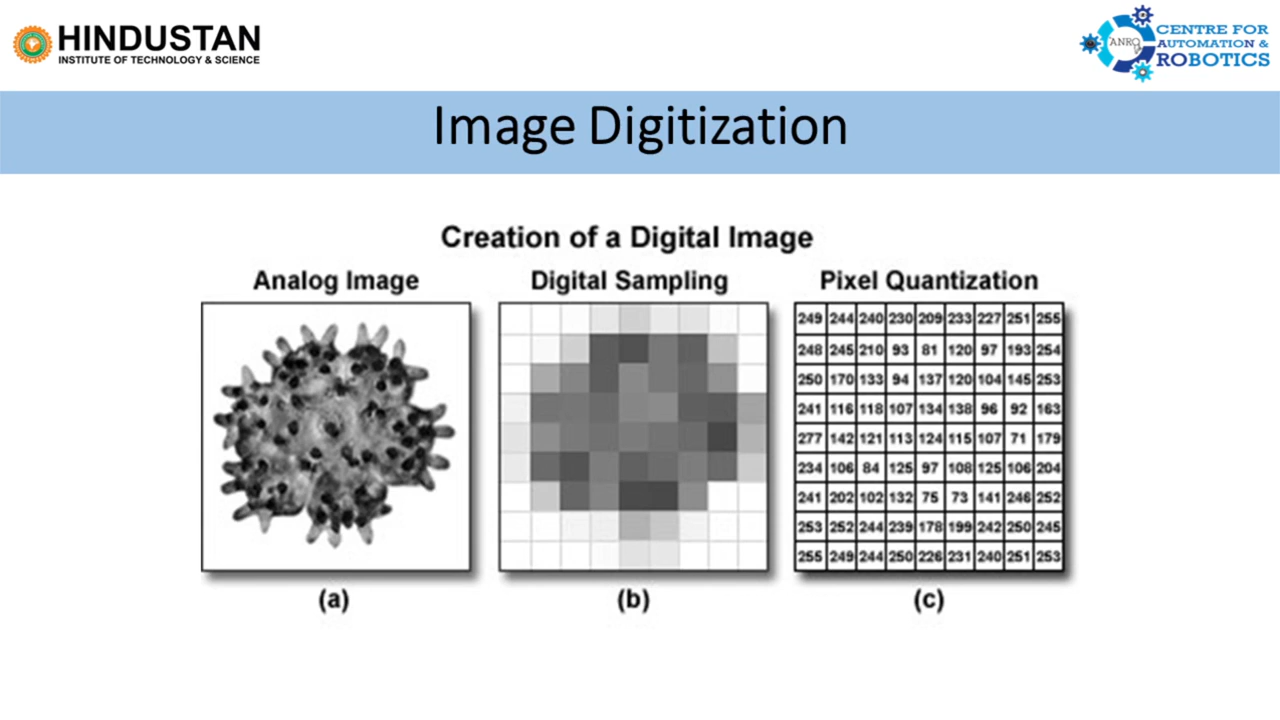 HINDUSTAN
INSTITUTE OF TECHNOLOGY & SCIENCE
ANRO
CENTRE FOR
AUTOMATION &
ROBOTICS
Image Digitization
Creation of a Digital Image
Analog Image
Digital Sampling
Pixel Quantization
249 244 240 230 209 233 227 251 255
248 245 210 93 81 120 97 193 254
250 170 133 94 137 120 104 145 253
241 116 118 107 134 138 96 92 163
277 142 121 113 124 115 107 71 179
234 106 84 125 97 108 125 106 204
241 202 102 132 75 73 141 246 252
253 252 244 239 178 199 242 250 245
255 249 244 250 226 231 240 251 253
(a)
(b)
(c)